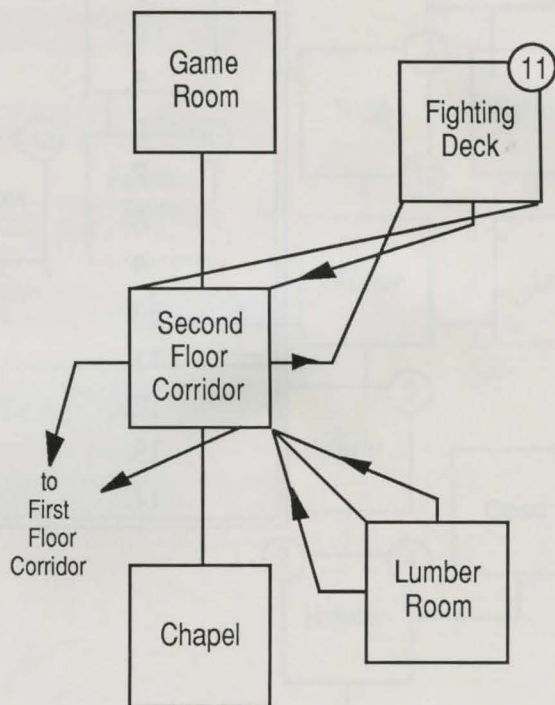 Game
Room
11
Fighting
Deck
Second
Floor
Corridor
to
First
Floor
Corridor
Lumber
Room
Chapel